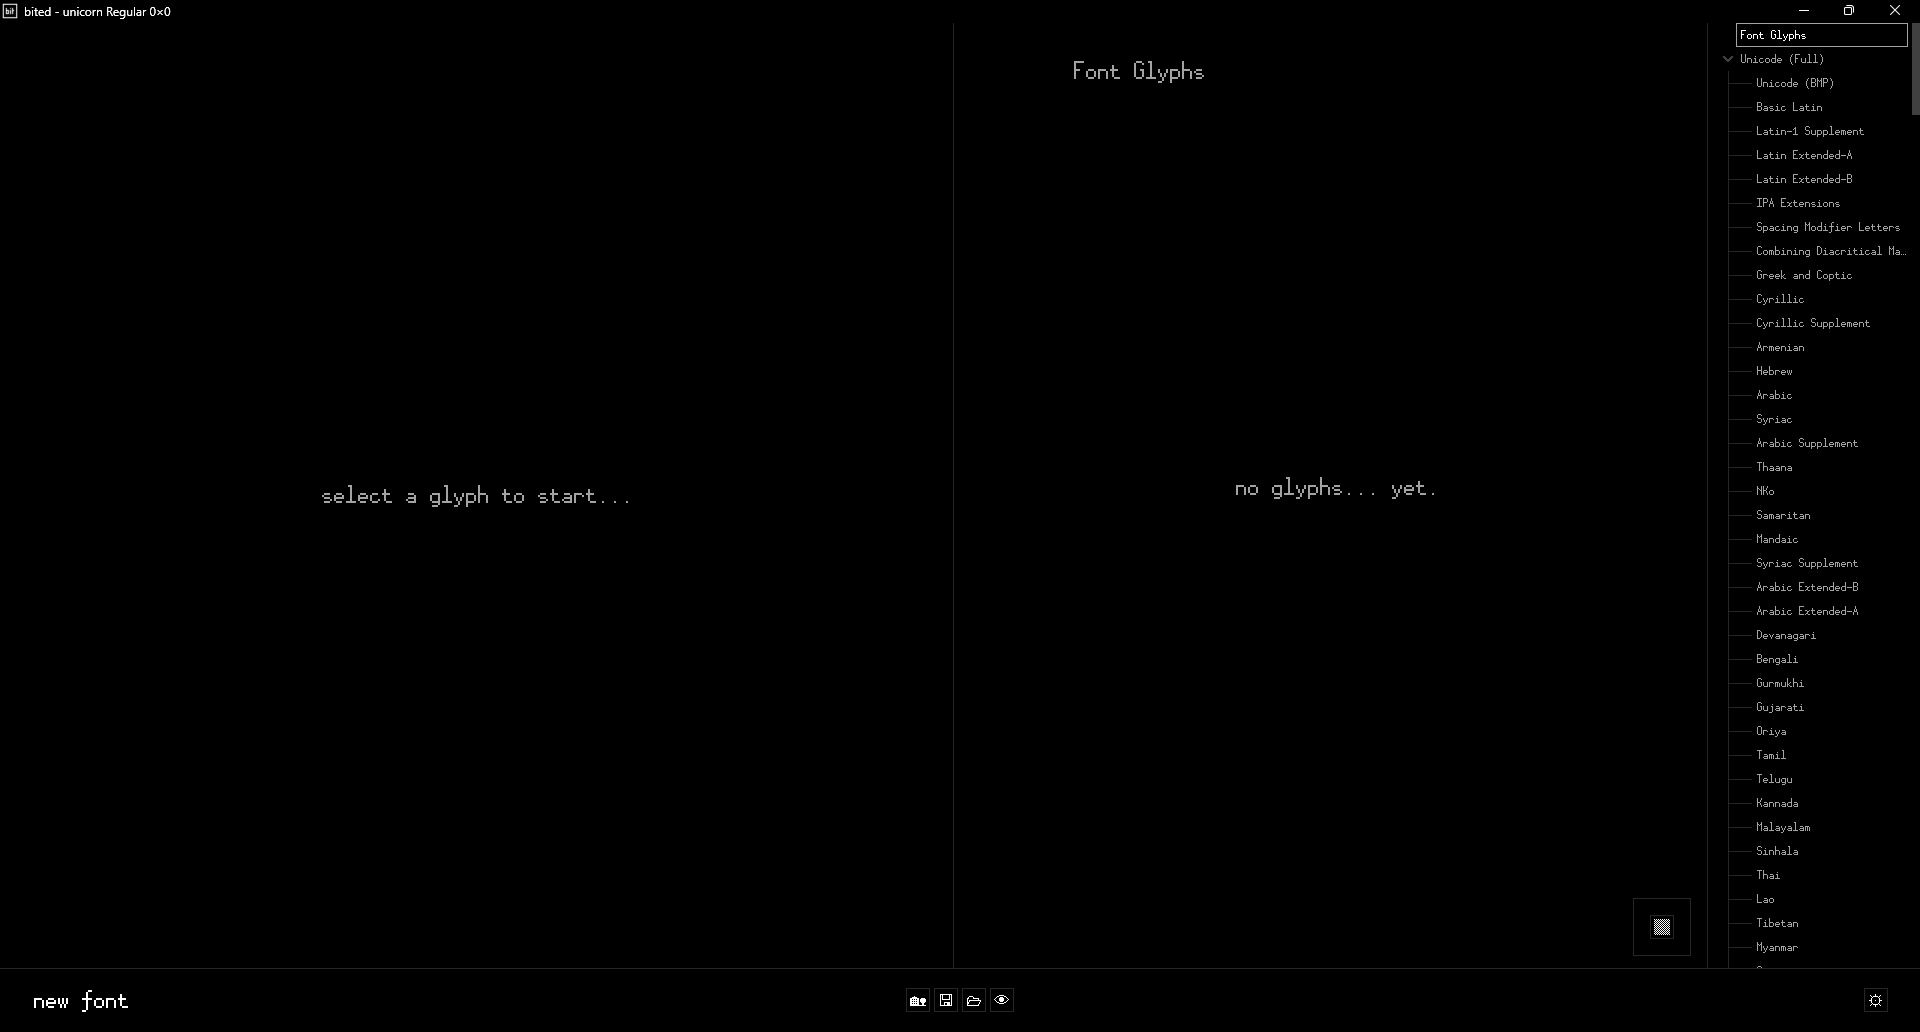 bited - unicorn Regular 0×0
Font Glyphs
select a glyph to start...
no glyphs... yet.
Font Glyphs
Unicode (Full)
Unicode (BMP)
Basic Latin
Latin-1 Supplement
Latin Extended-A
Latin Extended-B
IPA Extensions
Spacing Modifier Letters
Combining Diacritical Ma…
Greek and Coptic
Cyrillic
Cyrillic Supplement
Armenian
Hebrew
Arabic
Syriac
Arabic Supplement
Thaana
NKo
Samaritan
Mandaic
Syriac Supplement
Arabic Extended-B
Arabic Extended-A
Devanagari
Bengali
Gurmukhi
Gujarati
Oriya
Tamil
Telugu
Kannada
Malayalam
Sinhala
Thai
Lao
Tibetan
Myanmar
new font